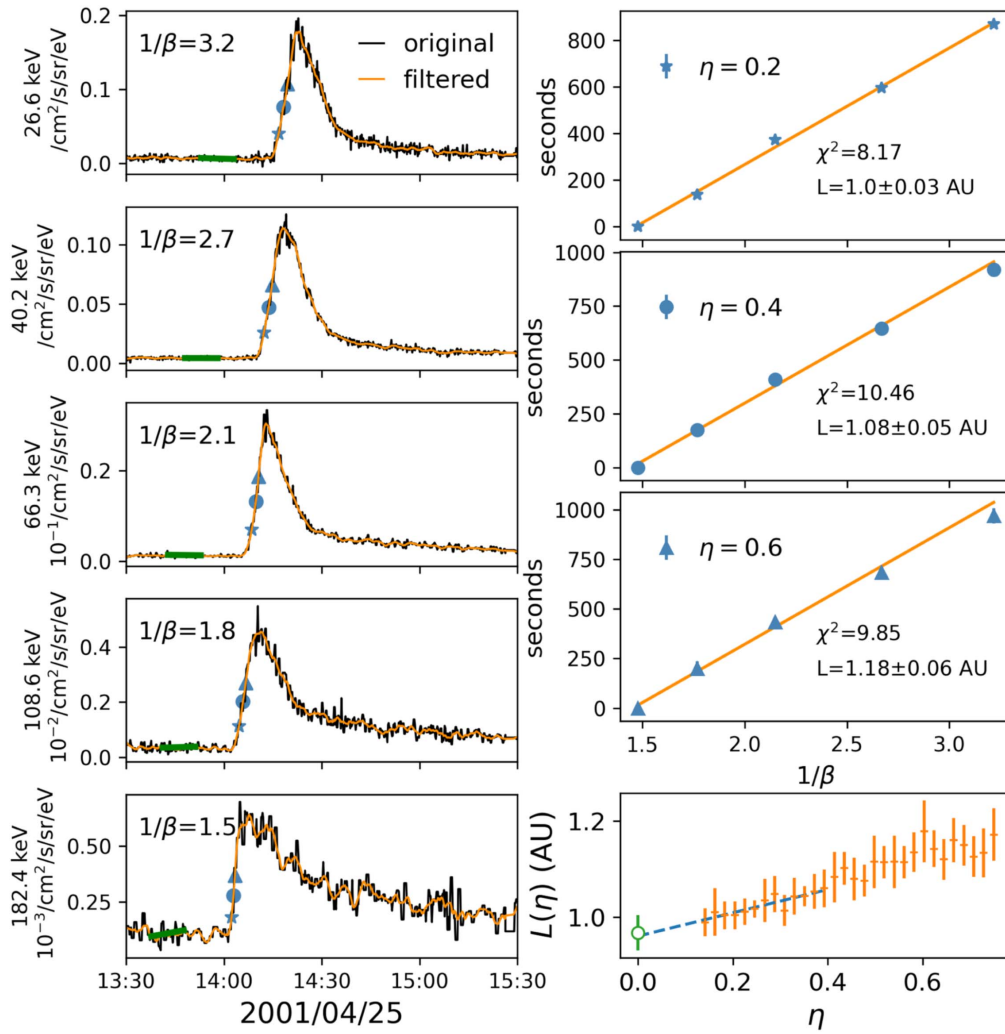 26.6 keV
/cm²/s/sr/eV
0.2
0.1
0.0
1/β=3.2
original
filtered
40.2 keV
/cm²/s/sr/eV
0.10
0.05
0.00
1/β=2.7
66.3 keV
10⁻¹/cm²/s/sr/eV
0.2
0.0
1/β=2.1
108.6 keV
10⁻²/cm²/s/sr/eV
0.4
0.2
0.0
1/β=1.8
182.4 keV
10⁻³/cm²/s/sr/eV
0.50
0.25
1/β=1.5
13:30 14:00 14:30 15:00 15:30
2001/04/25
seconds
800
600
400
200
0
η = 0.2
χ²=8.17
L=1.0±0.03 AU
seconds
1000
750
500
250
0
η = 0.4
χ²=10.46
L=1.08±0.05 AU
seconds
1000
750
500
250
0
η = 0.6
χ²=9.85
L=1.18±0.06 AU
1.5 2.0 2.5 3.0
1/β
L(η) (AU)
1.2
1.0
0.0 0.2 0.4 0.6
η